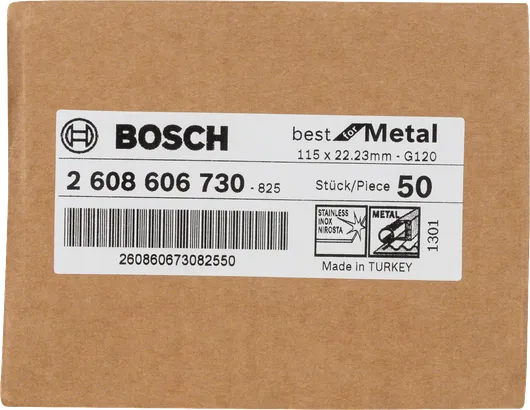 BOSCH
best for Metal
115 x 22.23mm - G120
2 608 606 730 - 825
Stück/Piece 50
STAINLESS
INOX
NIROSTA
METAL
1301
260860673082550
Made in TURKEY